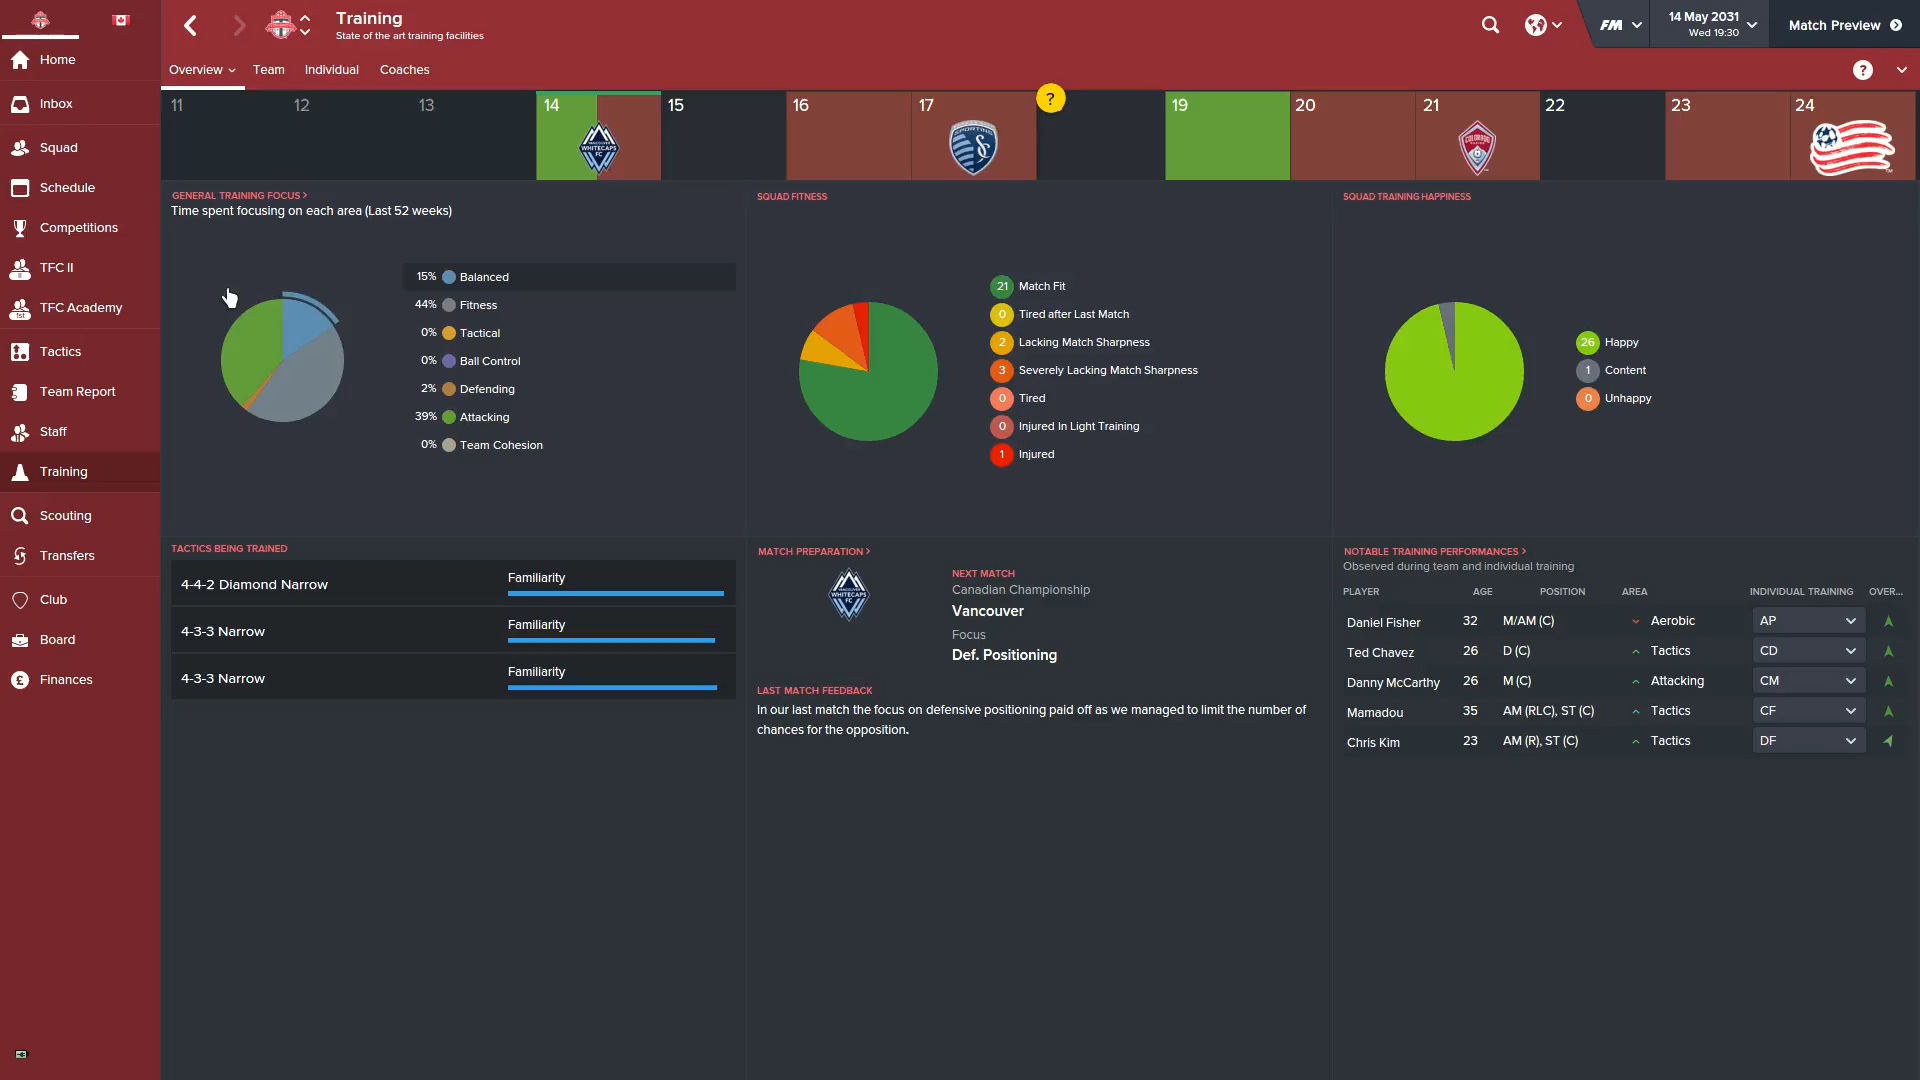 Training
State of the art training facilities
FM
14 May 2031
Wed 19:30
Match Preview
Overview
Team
Individual
Coaches
?
Home
Inbox
Squad
Schedule
Competitions
TFC II
TFC Academy
Tactics
Team Report
Staff
Training
Scouting
Transfers
Club
Board
Finances
11
12
13
14
VANCOUVER
WHITECAPS
FC
15
16
17
SPORTING
?
19
20
21
COLORADO
22
23
24
GENERAL TRAINING FOCUS >
Time spent focusing on each area (Last 52 weeks)
15% Balanced
44% Fitness
0% Tactical
0% Ball Control
2% Defending
39% Attacking
0% Team Cohesion
SQUAD FITNESS
21 Match Fit
0 Tired after Last Match
2 Lacking Match Sharpness
3 Severely Lacking Match Sharpness
0 Tired
0 Injured In Light Training
1 Injured
SQUAD TRAINING HAPPINESS
26 Happy
1 Content
0 Unhappy
TACTICS BEING TRAINED
4-4-2 Diamond Narrow Familiarity
4-3-3 Narrow Familiarity
4-3-3 Narrow Familiarity
MATCH PREPARATION >
VANCOUVER
WHITECAPS
FC
NEXT MATCH
Canadian Championship
Vancouver
Focus
Def. Positioning
LAST MATCH FEEDBACK
In our last match the focus on defensive positioning paid off as we managed to limit the number of
chances for the opposition.
NOTABLE TRAINING PERFORMANCES >
Observed during team and individual training
PLAYER AGE POSITION AREA INDIVIDUAL TRAINING OVER...
Daniel Fisher 32 M/AM (C) Aerobic AP
Ted Chavez 26 D (C) Tactics CD
Danny McCarthy 26 M (C) Attacking CM
Mamadou 35 AM (RLC), ST (C) Tactics CF
Chris Kim 23 AM (R), ST (C) Tactics DF